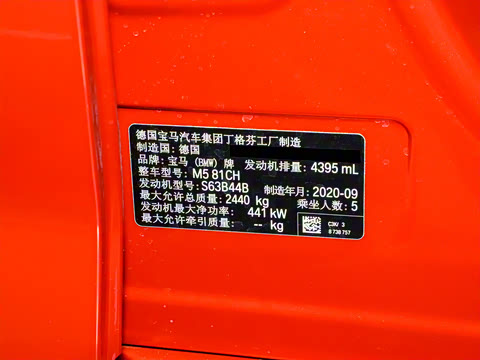 德国宝马汽车集团丁格芬工厂制造
制造国: 德国
品牌: 宝马 (BMW) 牌 发动机排量: 4395 mL
整车型号: M5 81CH
发动机型号: S63B44B 制造年月: 2020-09
最大允许总质量: 2440 kg 乘坐人数: 5
发动机最大净功率: 441 kW
最大允许牵引质量: -- kg
C3K/ 3
8 738 757